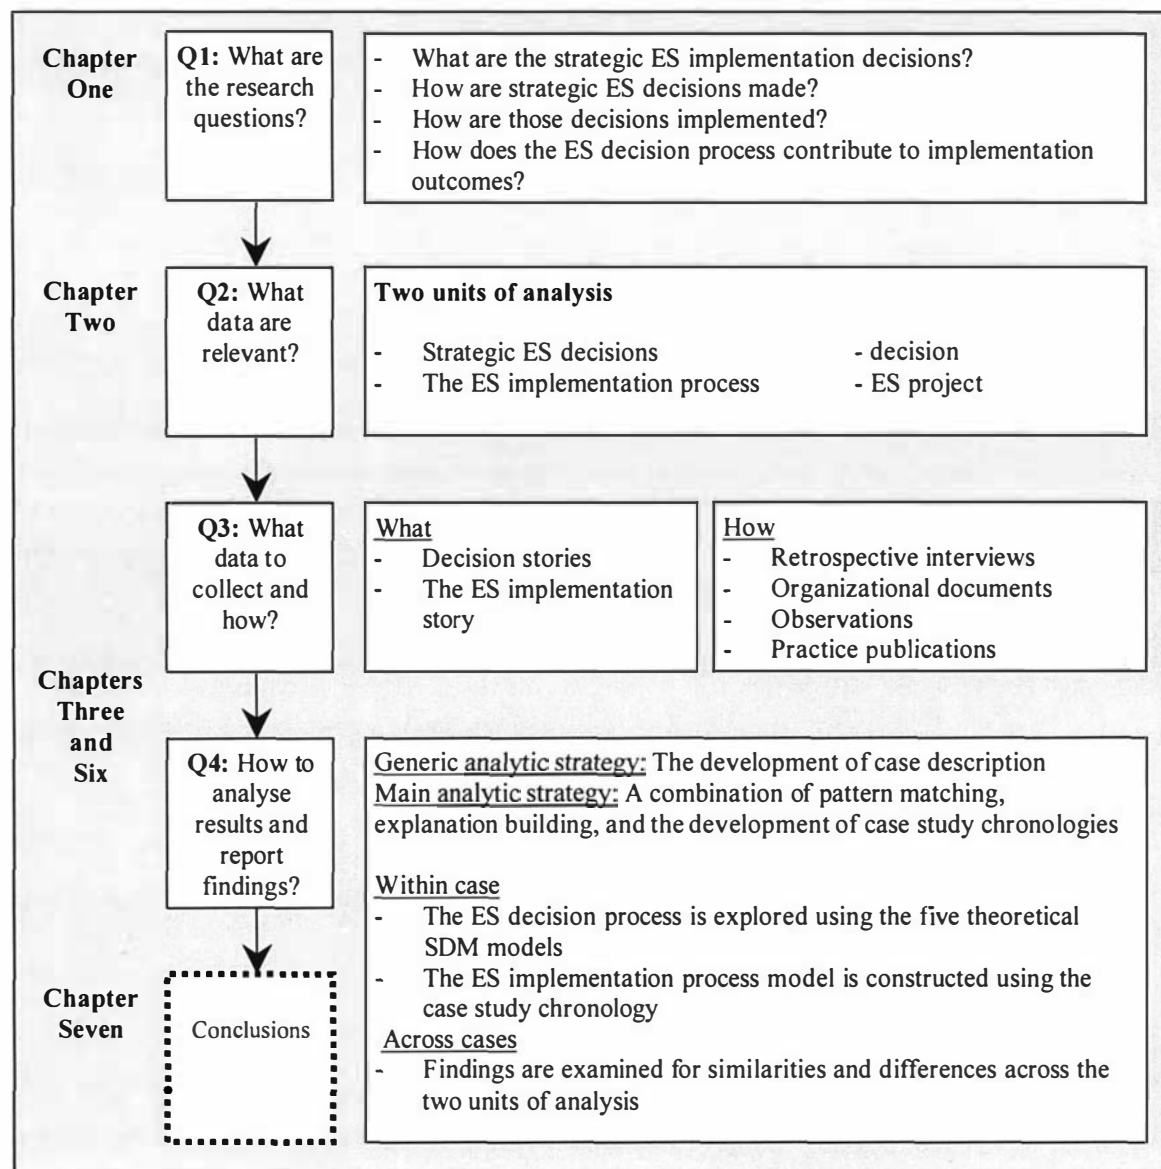 Chapter
One
Q1: What are
the research
questions?
- What are the strategic ES implementation decisions?
- How are strategic ES decisions made?
- How are those decisions implemented?
- How does the ES decision process contribute to implementation
outcomes?
Chapter
Two
Q2: What
data are
relevant?
Two units of analysis
- Strategic ES decisions - decision
- The ES implementation process - ES project
Chapters
Three
and
Six
Q3: What
data to
collect and
how?
What
- Decision stories
- The ES implementation
story
How
- Retrospective interviews
- Organizational documents
- Observations
- Practice publications
Q4: How to
analyse
results and
report
findings?
Generic analytic strategy: The development of case description
Main analytic strategy: A combination of pattern matching,
explanation building, and the development of case study chronologies
Within case
- The ES decision process is explored using the five theoretical
SDM models
- The ES implementation process model is constructed using the
case study chronology
Across cases
- Findings are examined for similarities and differences across the
two units of analysis
Chapter
Seven
Conclusions